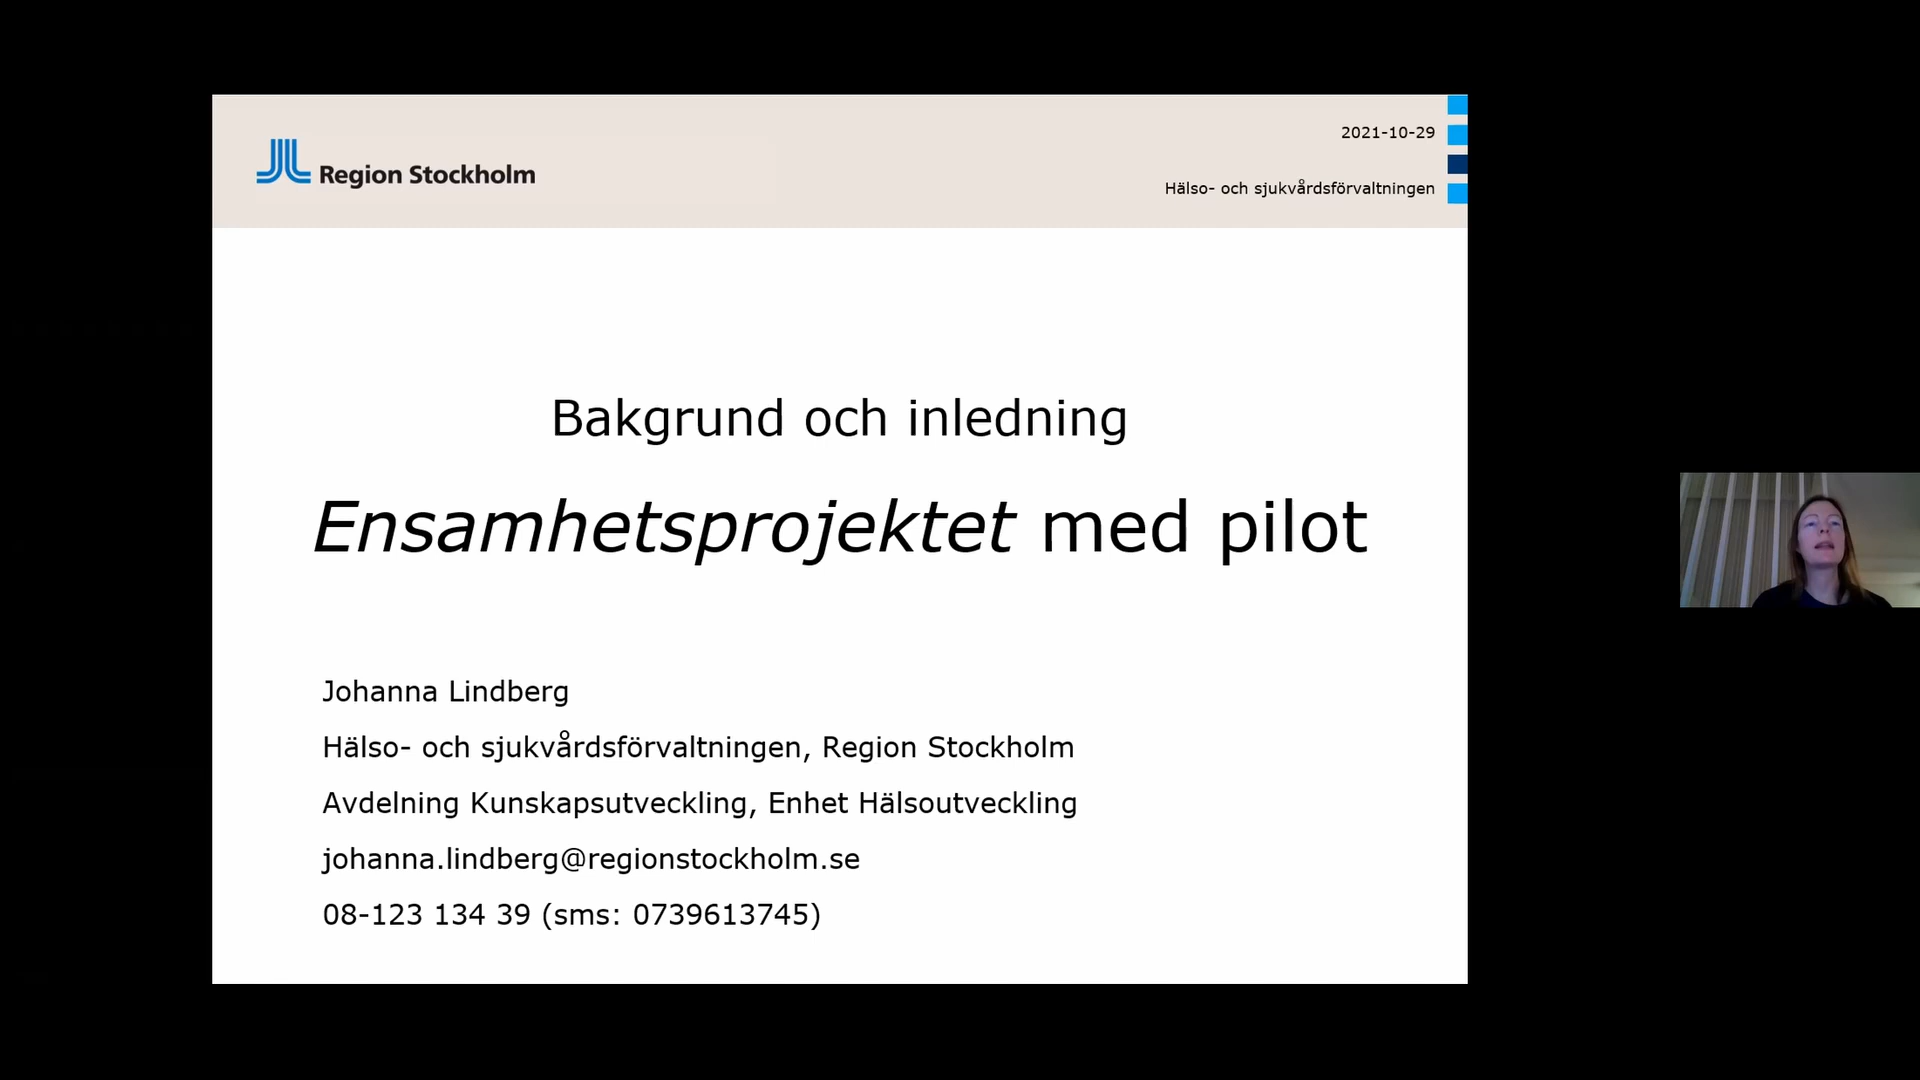 Region Stockholm
2021-10-29
Hälso- och sjukvårdsförvaltningen
Bakgrund och inledning
Ensamhetsprojektet med pilot
Johanna Lindberg
Hälso- och sjukvårdsförvaltningen, Region Stockholm
Avdelning Kunskapsutveckling, Enhet Hälsoutveckling
johanna.lindberg@regionstockholm.se
08-123 134 39 (sms: 0739613745)